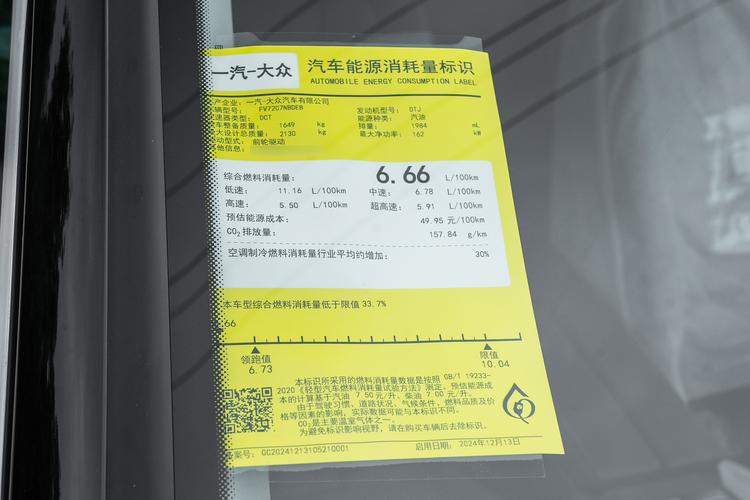 一汽-大众 汽车能源消耗量标识
AUTOMOBILE ENERGY CONSUMPTION LABEL
产企业: 一汽-大众汽车有限公司
辆型号: FV7207NBDEB 发动机型号: DTJ
速器类型: DCT 能源种类: 汽油
车整备质量: 1649 kg 排量: 1984 mL
大设计总质量: 2130 kg 最大净功率: 162 kW
动型式: 前轮驱动
他信息:
综合燃料消耗量: 6.66 L/100km
低速: 11.16 L/100km 中速: 6.78 L/100km
高速: 5.50 L/100km 超高速: 5.91 L/100km
预估能源成本: 49.95 元/100km
CO₂排放量: 157.84 g/km
空调制冷燃料消耗量行业平均约增加: 30%
本车型综合燃料消耗量低于限值 33.7%
.66
领跑值 限值
6.73 10.04
本标识所采用的燃料消耗量数据是按照 GB/T 19233-
2020《轻型汽车燃料消耗量试验方法》测定。预估能源成
本的计算基于汽油 7.50 元/升、柴油 7.00 元/升。
由于驾驶习惯、道路状况、气候条件、燃料品质及价
格等因素的影响，实际数据可能与本标识不同。
CO₂是主要温室气体之一。
为避免标识影响视野，请在购买车辆后去除标识。
备案号: GC20241213105210001 启用日期: 2024年12月13日